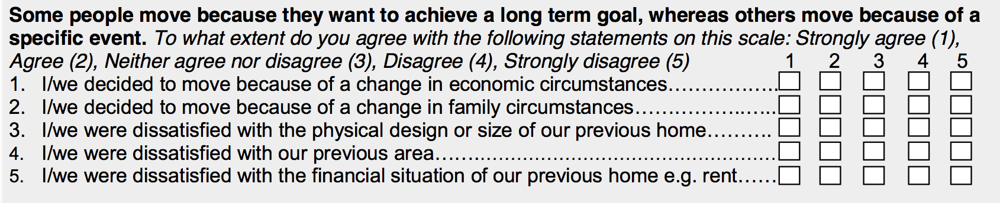 Some people move because they want to achieve a long term goal, whereas others move because of a
specific event. To what extent do you agree with the following statements on this scale: Strongly agree (1),
Agree (2), Neither agree nor disagree (3), Disagree (4), Strongly disagree (5) 1 2 3 4 5
1. I/we decided to move because of a change in economic circumstances..................
2. I/we decided to move because of a change in family circumstances......................
3. I/we were dissatisfied with the physical design or size of our previous home..........
4. I/we were dissatisfied with our previous area.....................................................
5. I/we were dissatisfied with the financial situation of our previous home e.g. rent......